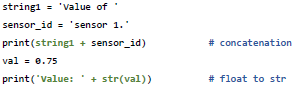 string1 = 'Value of '
sensor_id = 'sensor 1.'
print(string1 + sensor_id) # concatenation
val = 0.75
print('Value: ' + str(val)) # float to str